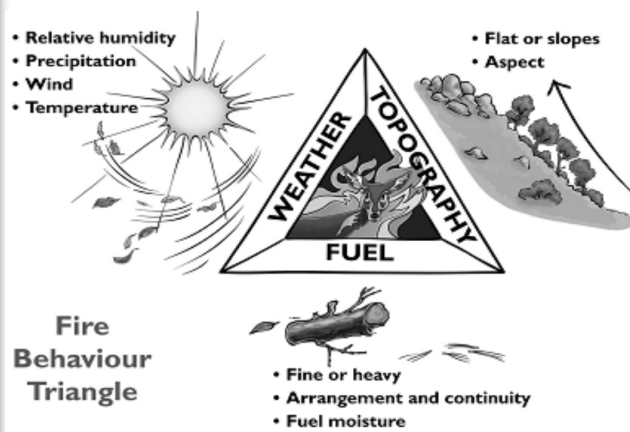 • Relative humidity
• Precipitation
• Wind
• Temperature
• Flat or slopes
• Aspect
WEATHER
TOPOGRAPHY
FUEL
Fire
Behaviour
Triangle
• Fine or heavy
• Arrangement and continuity
• Fuel moisture